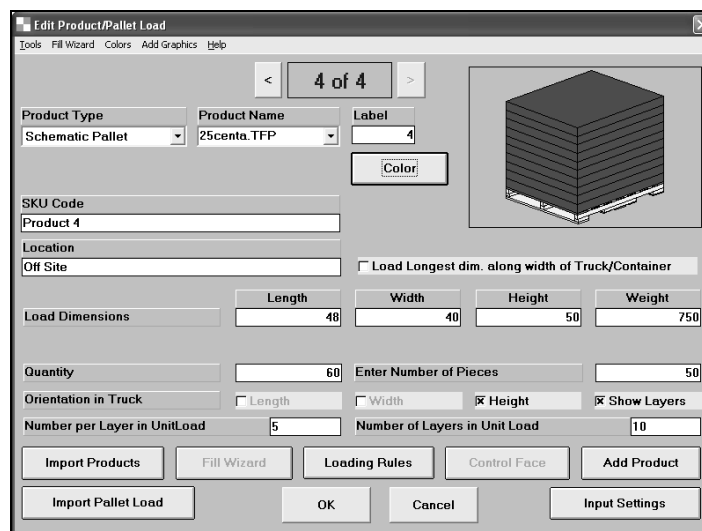 Edit Product/Pallet Load
Tools Fill Wizard Colors Add Graphics Help
< 4 of 4 >
Product Type Product Name Label
Schematic Pallet 25centa.TFP 4
Color
SKU Code
Product 4
Location
Off Site Load Longest dim. along width of Truck/Container
Length Width Height Weight
Load Dimensions 48 40 50 750
Quantity 60 Enter Number of Pieces 50
Orientation in Truck Length Width Height Show Layers
Number per Layer in UnitLoad 5 Number of Layers in Unit Load 10
Import Products Fill Wizard Loading Rules Control Face Add Product
Import Pallet Load OK Cancel Input Settings